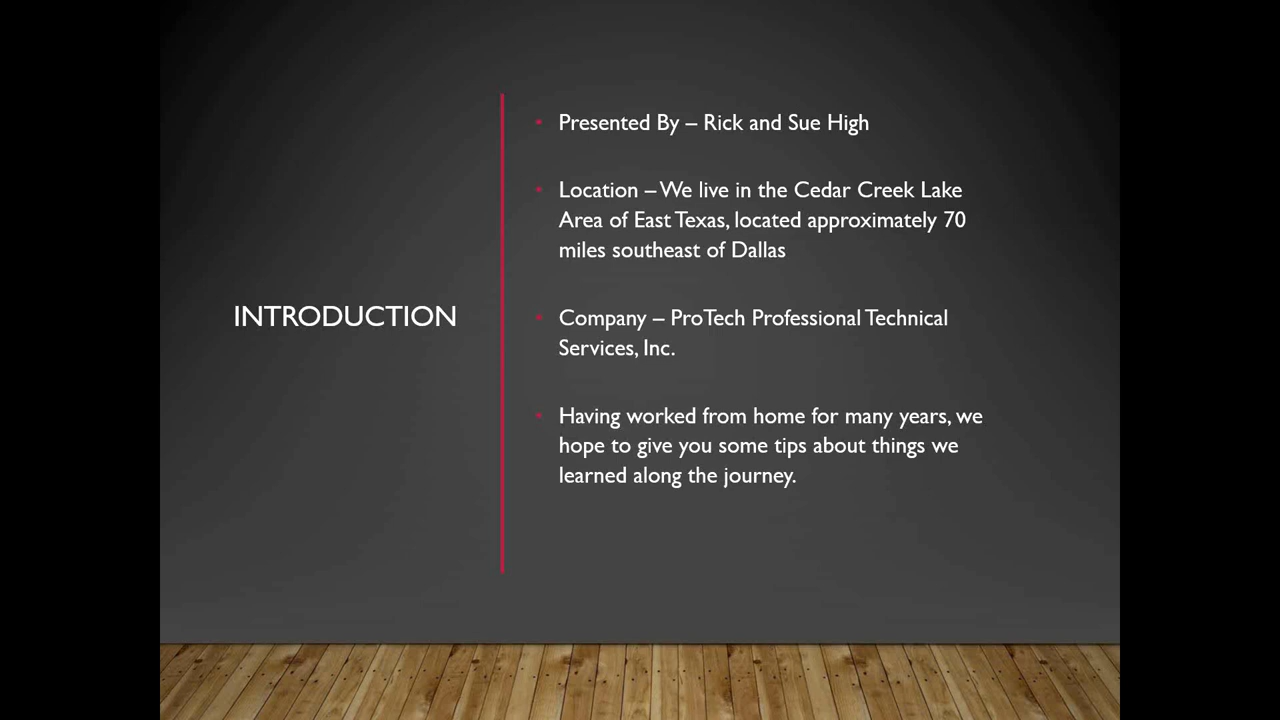 INTRODUCTION
Presented By – Rick and Sue High
Location – We live in the Cedar Creek Lake
Area of East Texas, located approximately 70
miles southeast of Dallas
Company – ProTech Professional Technical
Services, Inc.
Having worked from home for many years, we
hope to give you some tips about things we
learned along the journey.